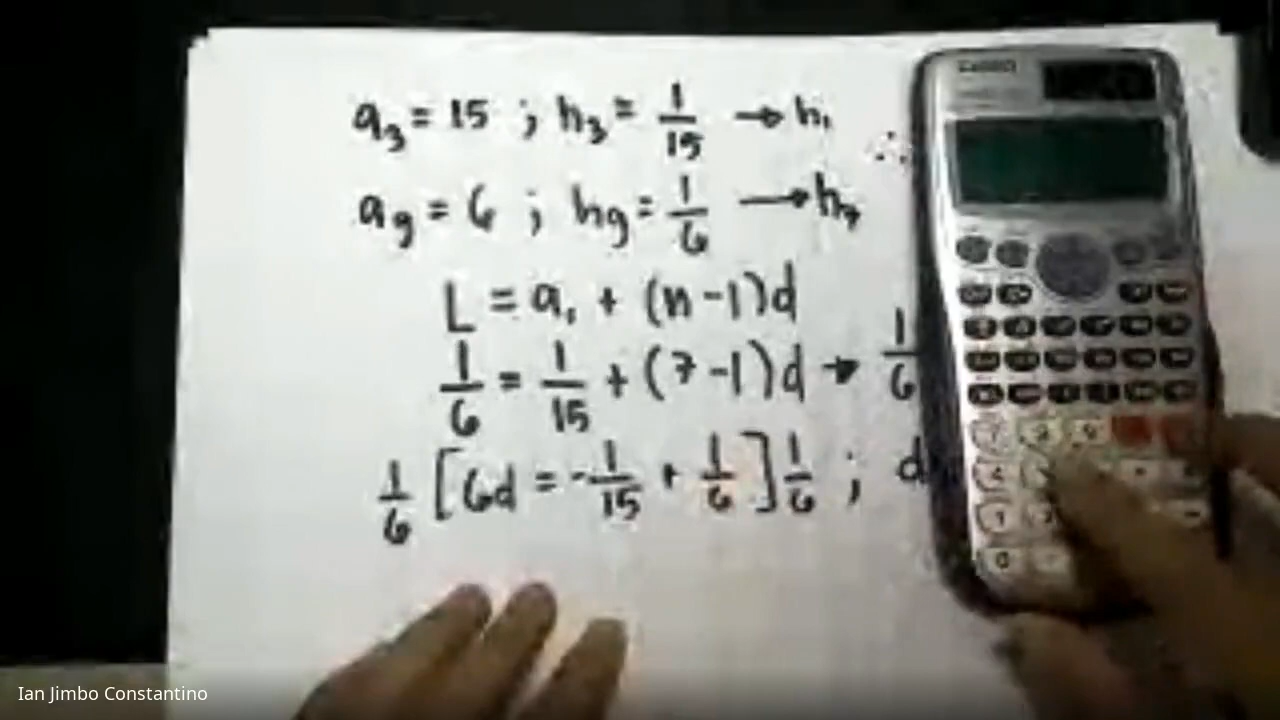 a₃ = 15 ; h₃ = 1/15 → h₁
∴
a₉ = 6 ; h₉ = 1/6 → h₇
L = a₁ + (n-1)d
1/6 = 1/15 + (7-1)d → 1/6
1/6 [6d = -1/15 + 1/6] 1/6 ; d
CASIO
Ian Jimbo Constantino